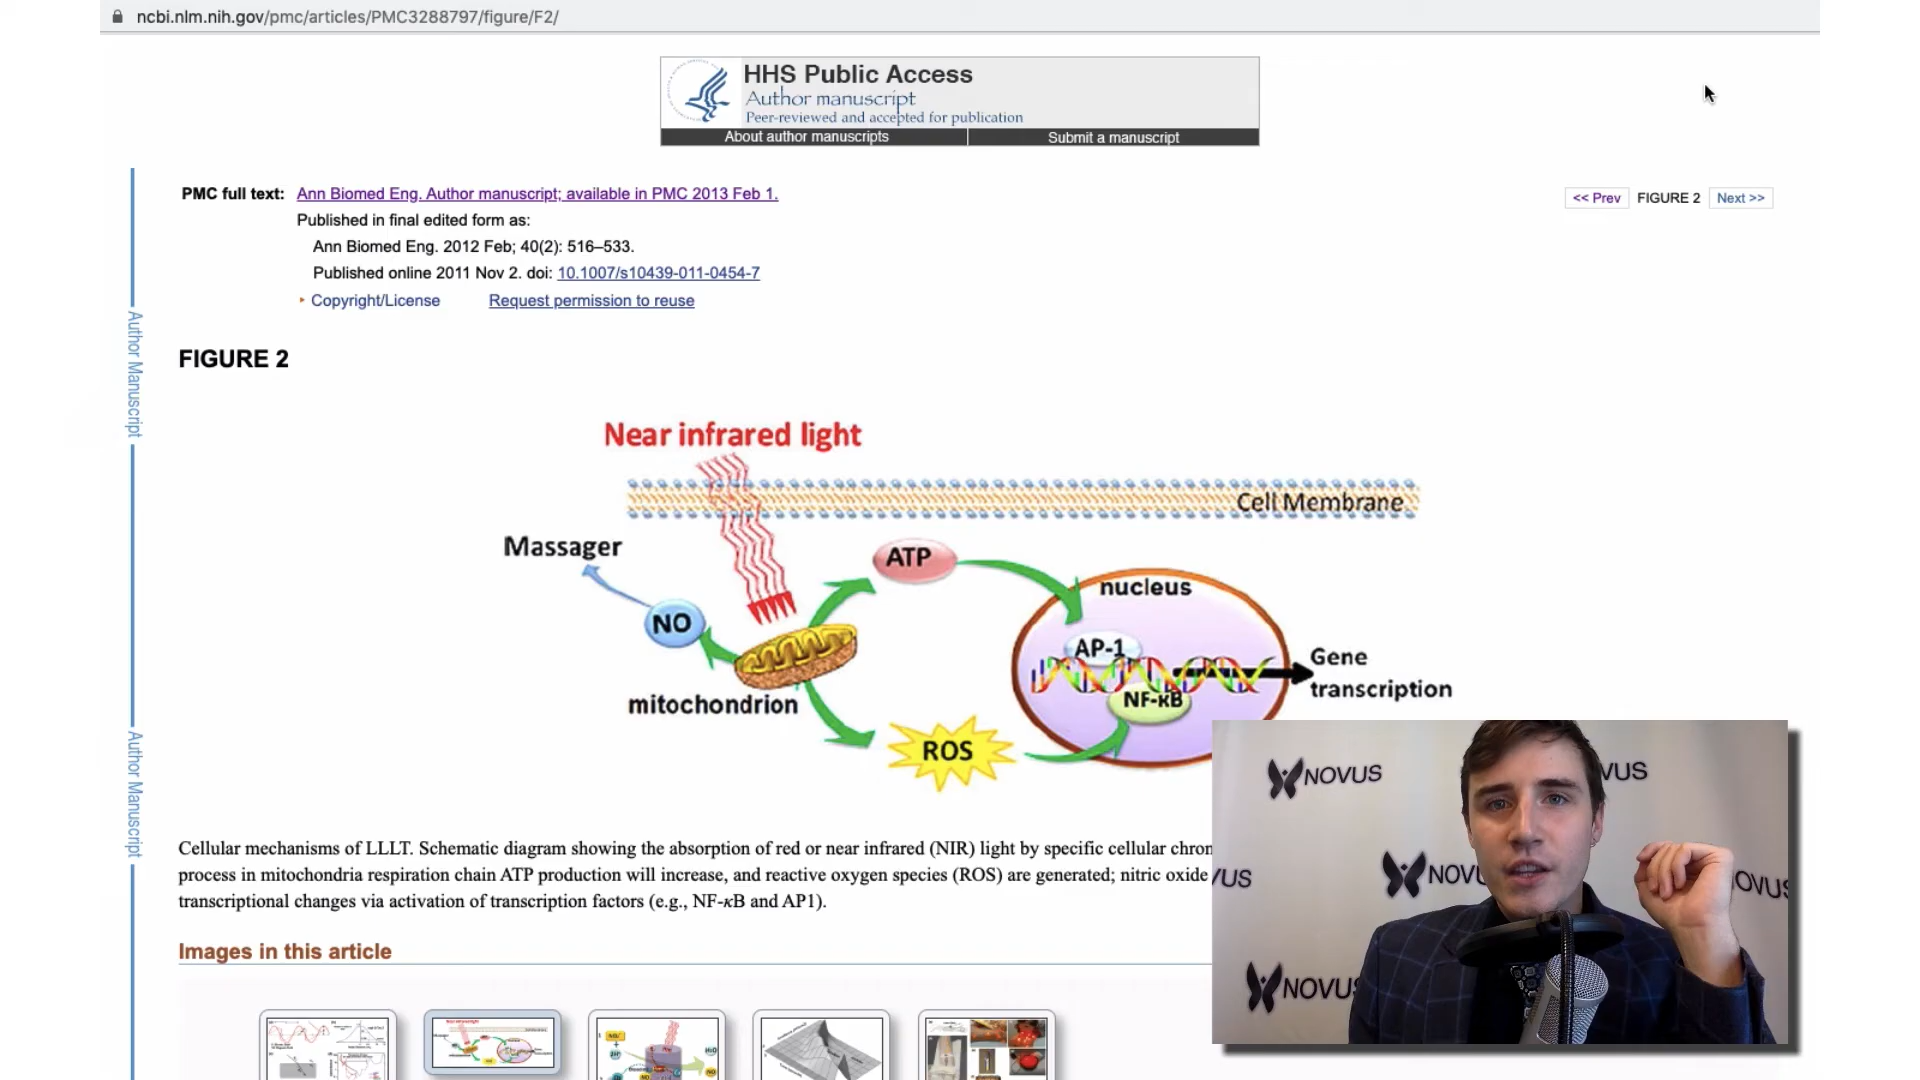 ncbi.nlm.nih.gov/pmc/articles/PMC3288797/figure/F2/
HHS Public Access
Author manuscript
Peer-reviewed and accepted for publication
About author manuscripts
Submit a manuscript
PMC full text: Ann Biomed Eng. Author manuscript; available in PMC 2013 Feb 1.
<< Prev FIGURE 2 Next >>
Published in final edited form as:
Ann Biomed Eng. 2012 Feb; 40(2): 516–533.
Published online 2011 Nov 2. doi: 10.1007/s10439-011-0454-7
Copyright/License Request permission to reuse
Author Manuscript
Author Manuscript
FIGURE 2
Near infrared light
Cell Membrane
Massager
ATP
nucleus
NO
AP-1
Gene
transcription
NF-κB
mitochondrion
ROS
Cellular mechanisms of LLLT. Schematic diagram showing the absorption of red or near infrared (NIR) light by specific cellular chrom
process in mitochondria respiration chain ATP production will increase, and reactive oxygen species (ROS) are generated; nitric oxide
transcriptional changes via activation of transcription factors (e.g., NF-κB and AP1).
Images in this article
NOVUS
VUS
VUS
NOVU
OVUS
NOVUS